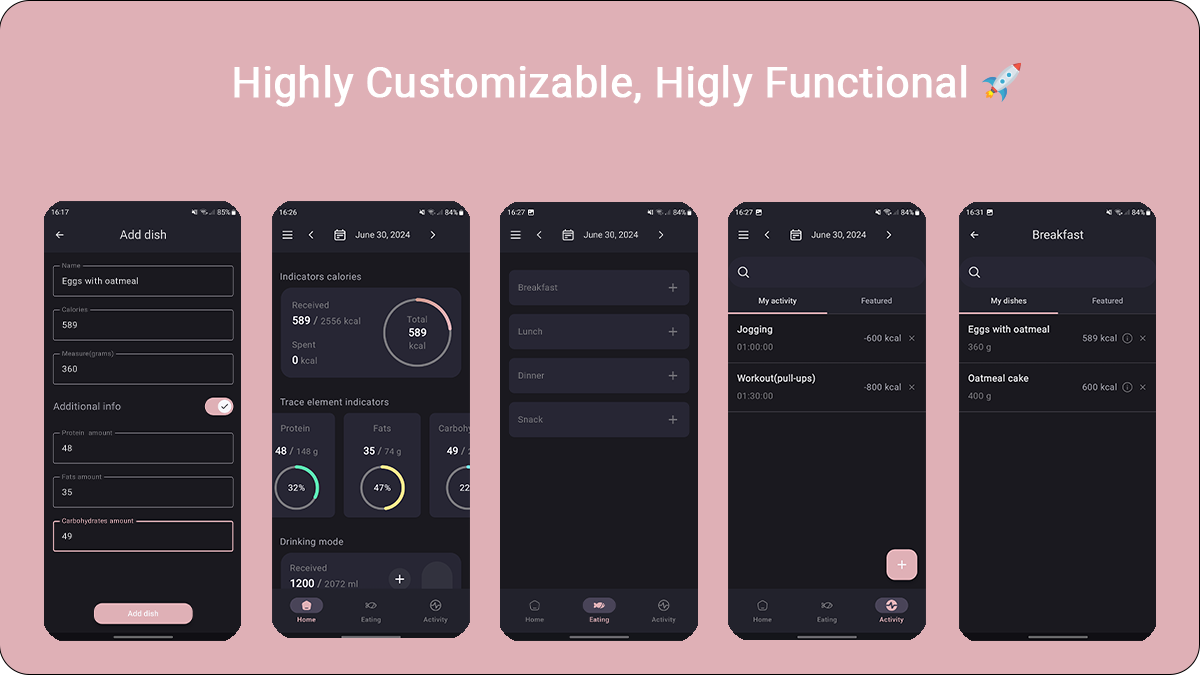 Highly Customizable, Higly Functional 🚀
16:17 85%
Add dish
Name
Eggs with oatmeal
Calories
589
Measure(grams)
360
Additional info
Protein amount
48
Fats amount
35
Carbohydrates amount
49
Add dish
16:26 84%
June 30, 2024
Indicators calories
Received
589 / 2556 kcal
Spent
0 kcal
Total
589
kcal
Trace element indicators
Protein Fats Carbohy
48 / 148 g 35 / 74 g 49 /
32% 47% 22
Drinking mode
Received
1200 / 2072 ml
Home Eating Activity
16:27 84%
June 30, 2024
Breakfast
Lunch
Dinner
Snack
Home Eating Activity
16:27 84%
June 30, 2024
My activity Featured
Jogging
-600 kcal
01:00:00
Workout(pull-ups)
-800 kcal
01:30:00
Home Eating Activity
16:31 84%
Breakfast
My dishes Featured
Eggs with oatmeal
589 kcal
360 g
Oatmeal cake
600 kcal
400 g